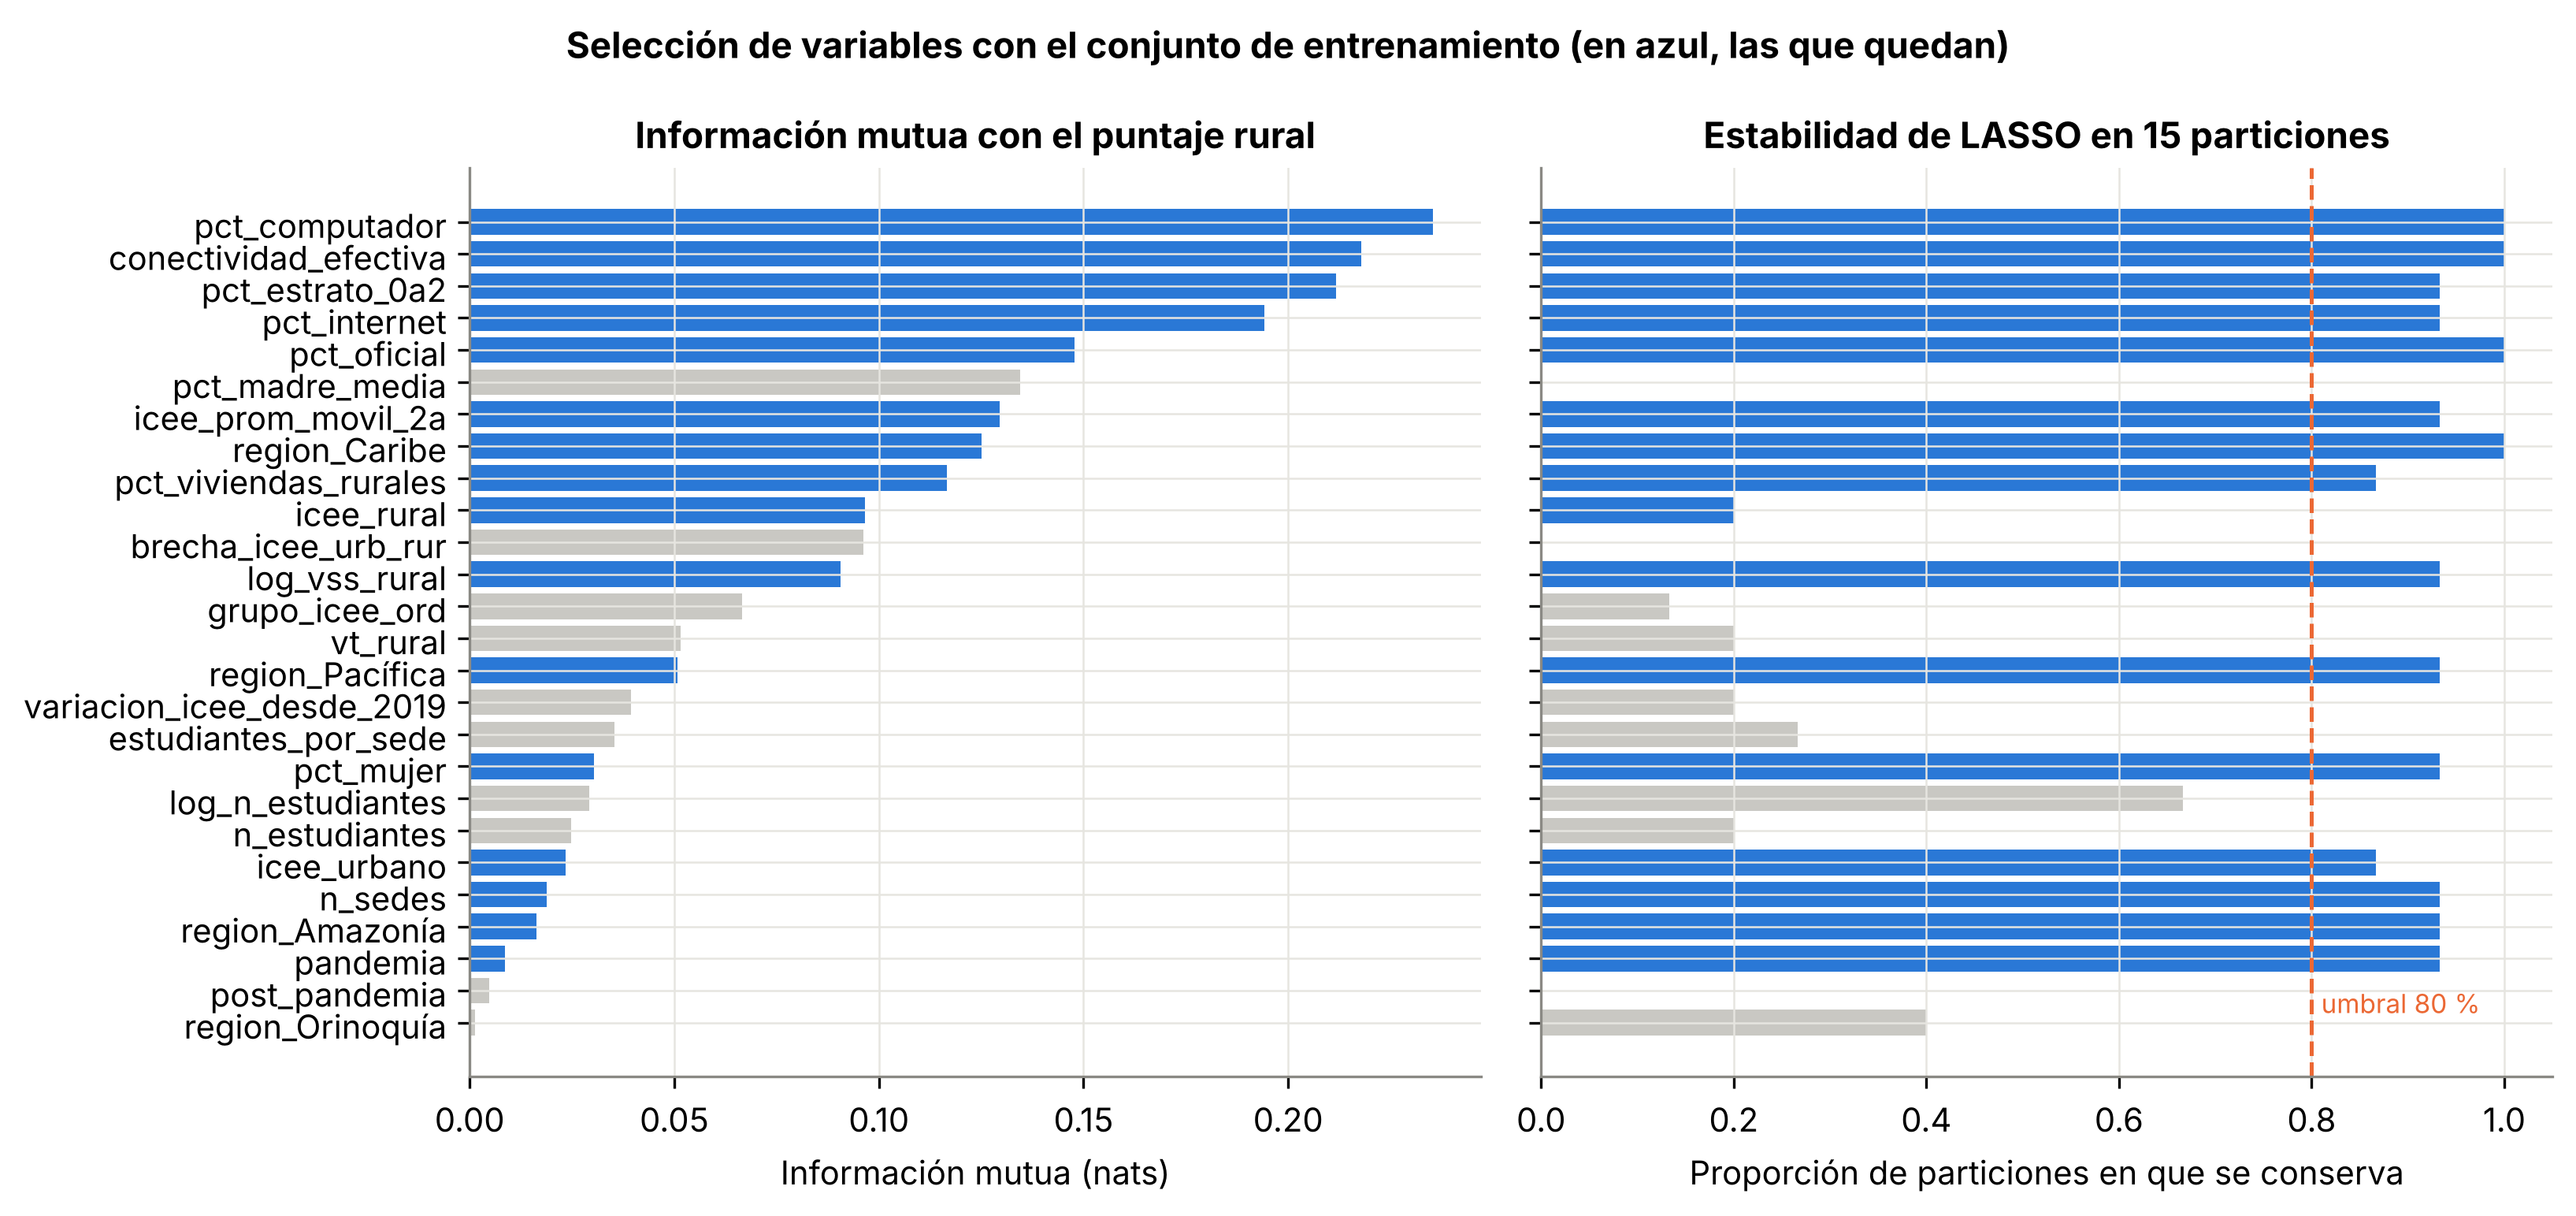 Selección de variables con el conjunto de entrenamiento (en azul, las que quedan)
Información mutua con el puntaje rural
pct_computador
conectividad_efectiva
pct_estrato_0a2
pct_internet
pct_oficial
pct_madre_media
icee_prom_movil_2a
region_Caribe
pct_viviendas_rurales
icee_rural
brecha_icee_urb_rur
log_vss_rural
grupo_icee_ord
vt_rural
region_Pacífica
variacion_icee_desde_2019
estudiantes_por_sede
pct_mujer
log_n_estudiantes
n_estudiantes
icee_urbano
n_sedes
region_Amazonía
pandemia
post_pandemia
region_Orinoquía
0.00 0.05 0.10 0.15 0.20
Información mutua (nats)
Estabilidad de LASSO en 15 particiones
umbral 80 %
0.0 0.2 0.4 0.6 0.8 1.0
Proporción de particiones en que se conserva